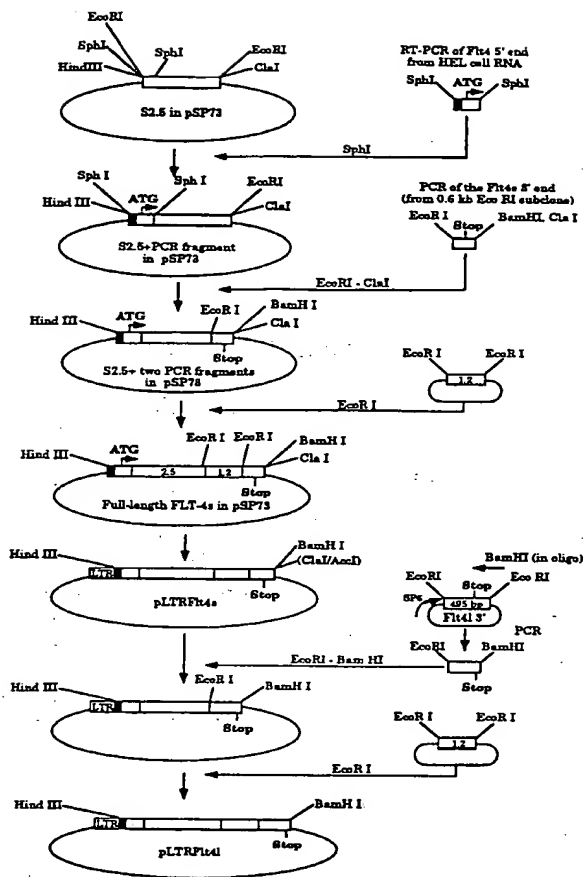 EcoRI
SphI
SphI
EcoRI
HindIII
ClaI
S2.5 in pSP73
RT-PCR of Flt4 5' end
from HEL cell RNA
SphI
ATG
SphI
SphI
Sph I
ATG
Sph I
EcoRI
Hind III
ClaI
S2.5+PCR fragment
in pSP73
PCR of the Flt4s 3' end
(from 0.6 kb Eco RI subclone)
EcoR I
Stop
BamHI, Cla I
EcoRI - ClaI
Hind III
ATG
EcoR I
BamH I
Cla I
Stop
S2.5+ two PCR fragments
in pSP73
EcoR I
EcoR I
1.2
EcoR I
Hind III
ATG
EcoR I
EcoR I
BamH I
Cla I
2.5
1.2
Stop
Full-length FLT-4s in pSP73
Hind III
BamH I
(ClaI/AccI)
LTR
Stop
pLTRFlt4s
BamHI (in oligo)
EcoRI
Stop
Eco RI
SP6
495 bp
Flt4l 3'
PCR
EcoRI
BamHI
Stop
EcoRI - Bam HI
Hind III
EcoR I
BamH I
LTR
Stop
EcoR I
EcoR I
1.2
EcoR I
Hind III
BamH I
LTR
Stop
pLTRFlt4l